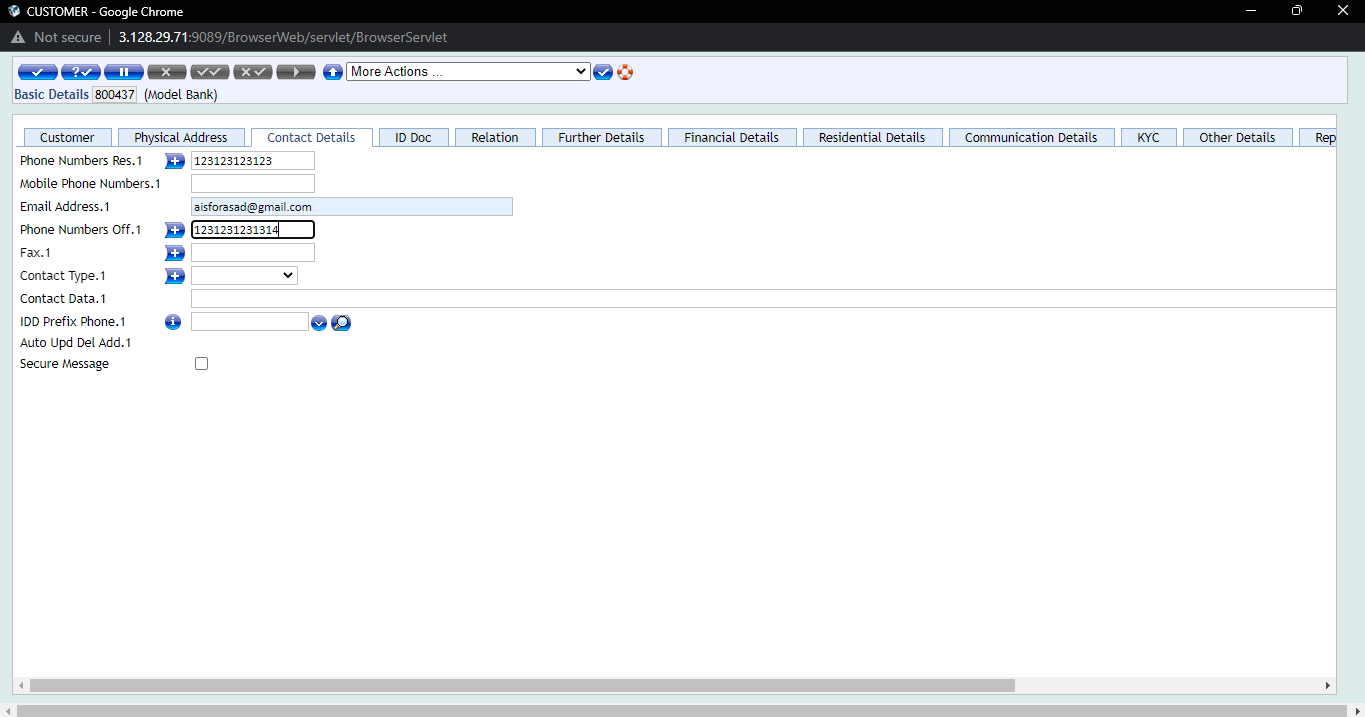 CUSTOMER - Google Chrome
Not secure 3.128.29.71:9089/BrowserWeb/servlet/BrowserServlet
More Actions ...
Basic Details 800437 (Model Bank)
Customer Physical Address Contact Details ID Doc Relation Further Details Financial Details Residential Details Communication Details KYC Other Details Rep
Phone Numbers Res.1 123123123123
Mobile Phone Numbers.1
Email Address.1 aisforasad@gmail.com
Phone Numbers Off.1 1231231231314
Fax.1
Contact Type.1
Contact Data.1
IDD Prefix Phone.1
Auto Upd Del Add.1
Secure Message